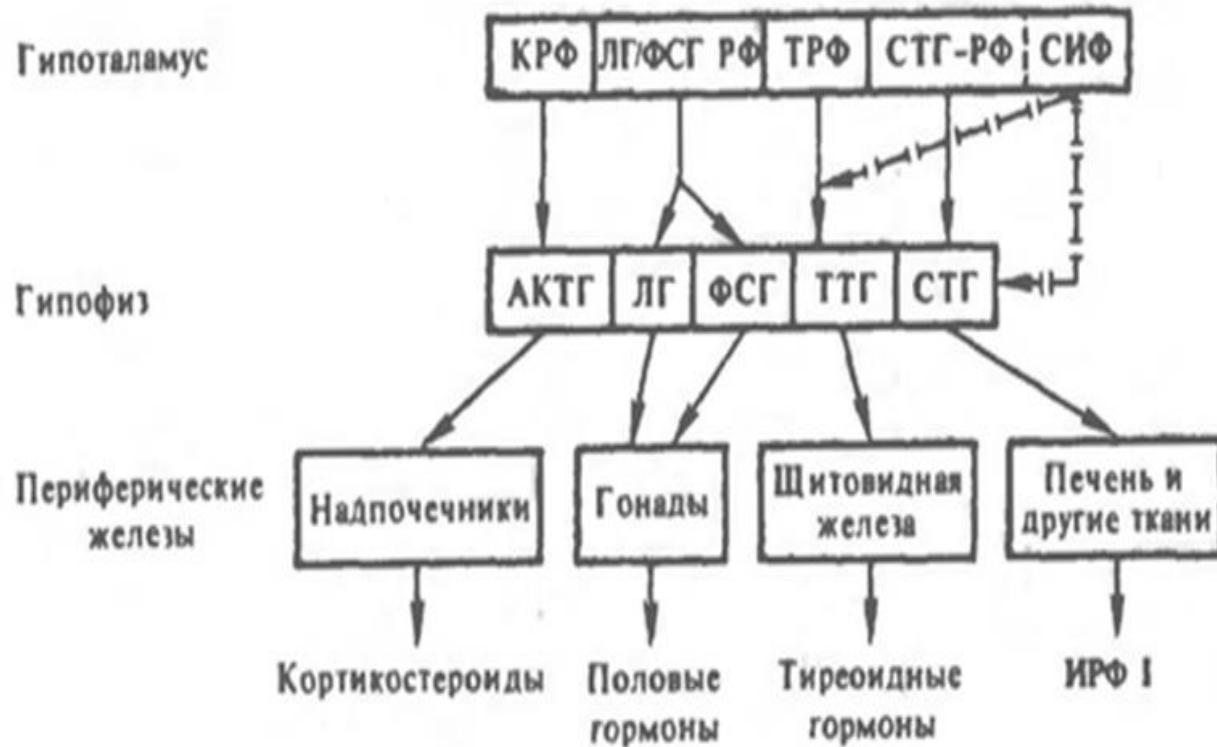 Гипоталамус
КРФ ЛГ/ФСГ РФ ТРФ СТГ-РФ СИФ
Гипофиз
АКТГ ЛГ ФСГ ТТГ СТГ
Периферические
железы
Надпочечники
Гонады
Щитовидная
железа
Печень и
другие ткани
Кортикостероиды
Половые
гормоны
Тиреоидные
гормоны
ИРФ I